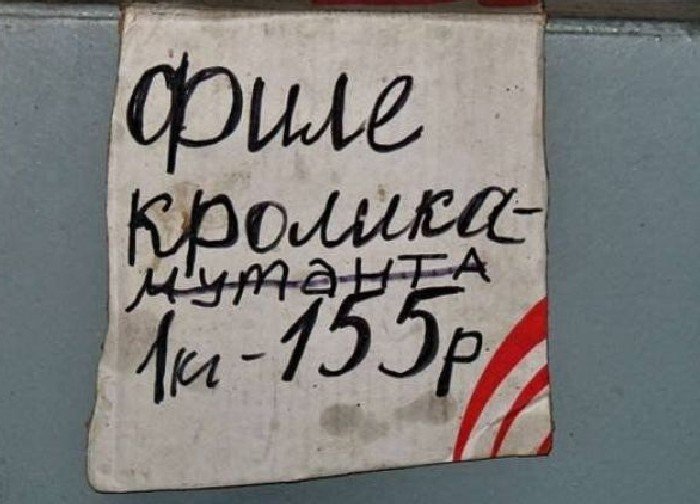 Филе
кролика-
мутанта
1кг-155р